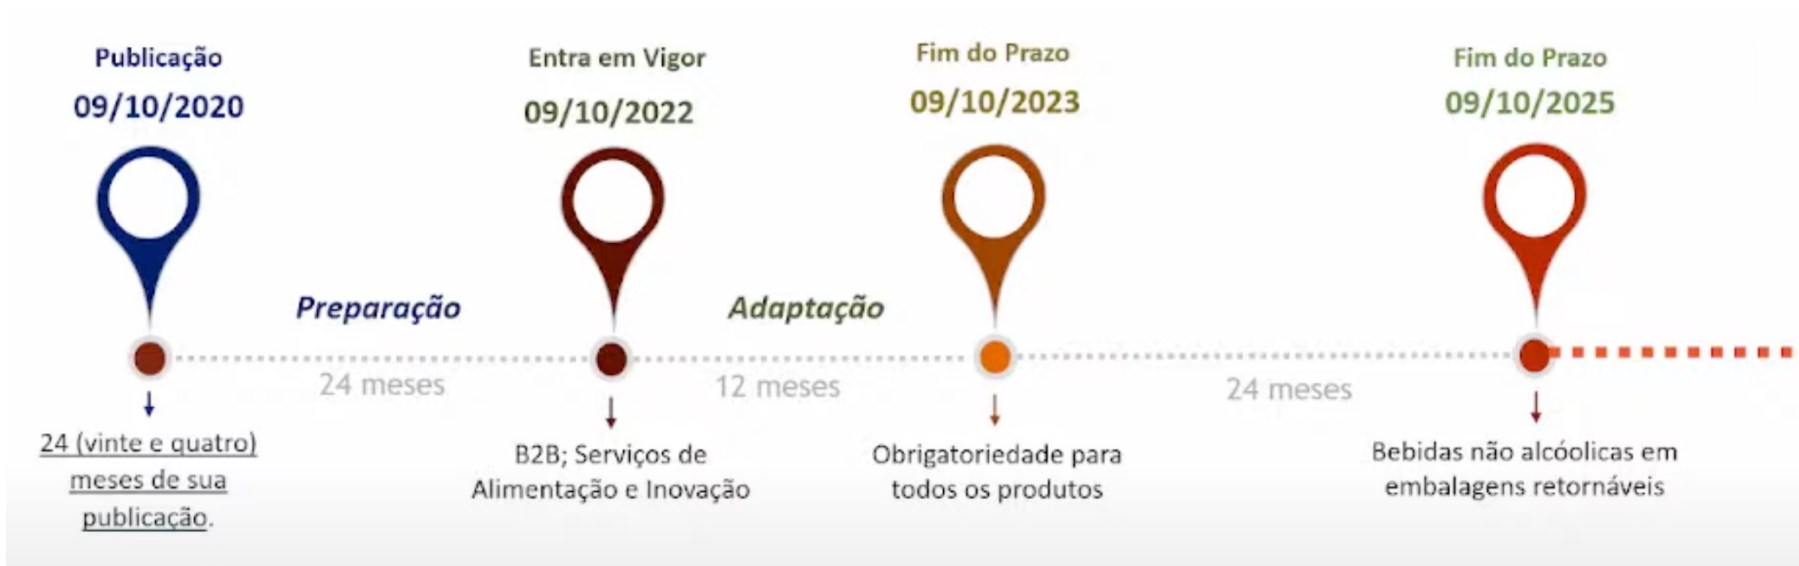 Publicação
09/10/2020
Entra em Vigor
09/10/2022
Fim do Prazo
09/10/2023
Fim do Prazo
09/10/2025
Preparação
Adaptação
24 meses
12 meses
24 meses
24 (vinte e quatro)
meses de sua
publicação.
B2B; Serviços de
Alimentação e Inovação
Obrigatoriedade para
todos os produtos
Bebidas não alcóolicas em
embalagens retornáveis